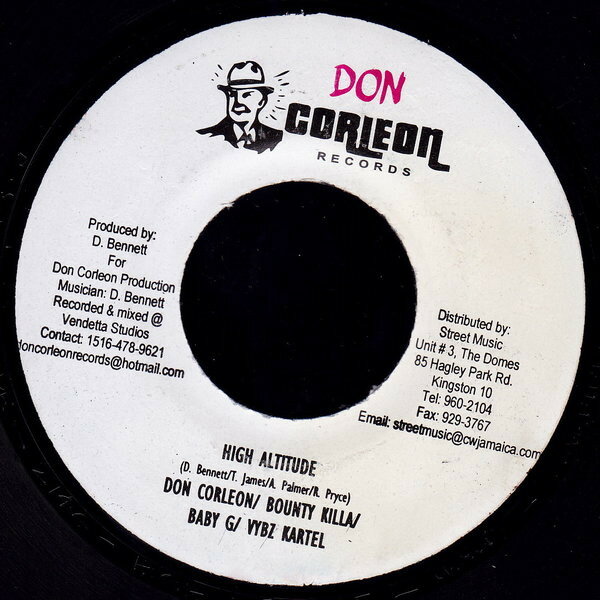 DON
CORLEON
RECORDS
Produced by:
D. Bennett
For
Don Corleon Production
Musician: D. Bennett
Recorded & mixed @
Vendetta Studios
Contact: 1516-478-9621
doncorleonrecords@hotmail.com
Distributed by:
Street Music
Unit # 3, The Domes
85 Hagley Park Rd.
Kingston 10
Tel: 960-2104
Fax: 929-3767
Email: streetmusic@cwjamaica.com
HIGH ALTITUDE
(D. Bennett/T. James/A. Palmer/R. Pryce)
DON CORLEON/ BOUNTY KILLA/
BABY G/ VYBZ KARTEL